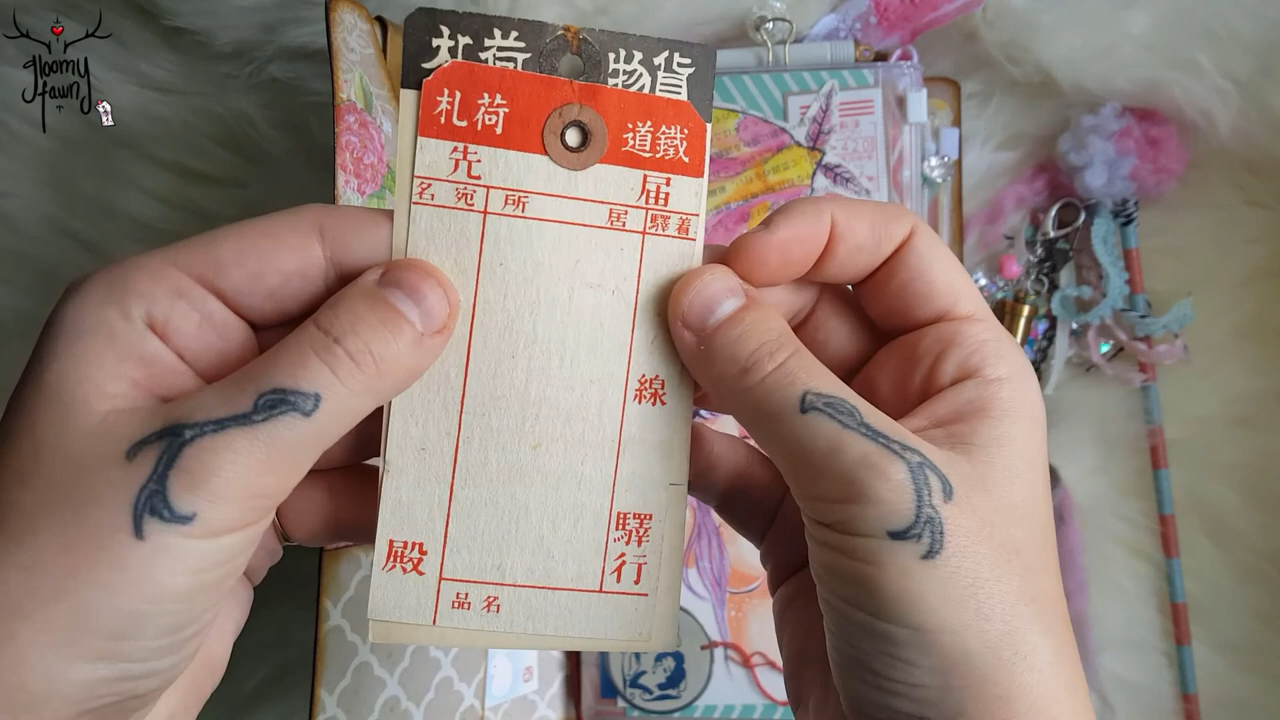 gloomy
fawn
札荷 物貨
札荷 道鐵
先 届
名宛 所 居 驛着
線
驛
行
殿
品名